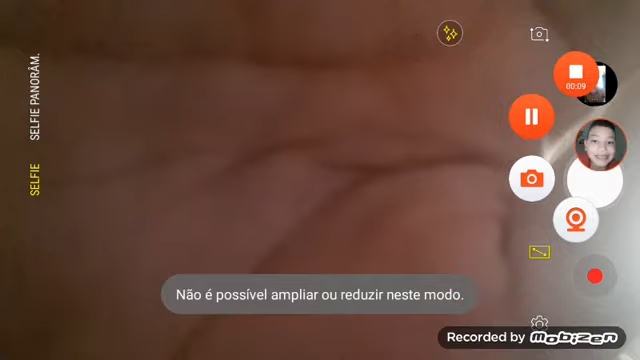 SELFIE PANORÂM.
SELFIE
00:09
Não é possível ampliar ou reduzir neste modo.
Recorded by Mobizen